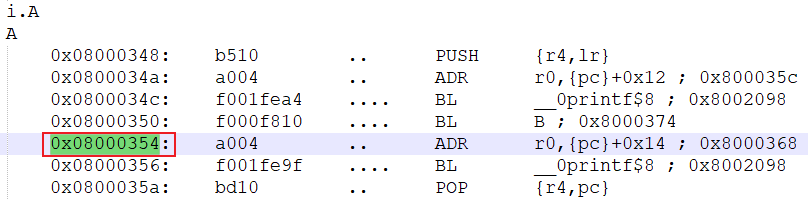 i.A
A
0x08000348: b510 .. PUSH {r4,lr}
0x0800034a: a004 .. ADR r0,{pc}+0x12 ; 0x800035c
0x0800034c: f001fea4 .... BL __0printf$8 ; 0x8002098
0x08000350: f000f810 .... BL B ; 0x8000374
0x08000354: a004 .. ADR r0,{pc}+0x14 ; 0x8000368
0x08000356: f001fe9f .... BL __0printf$8 ; 0x8002098
0x0800035a: bd10 .. POP {r4,pc}